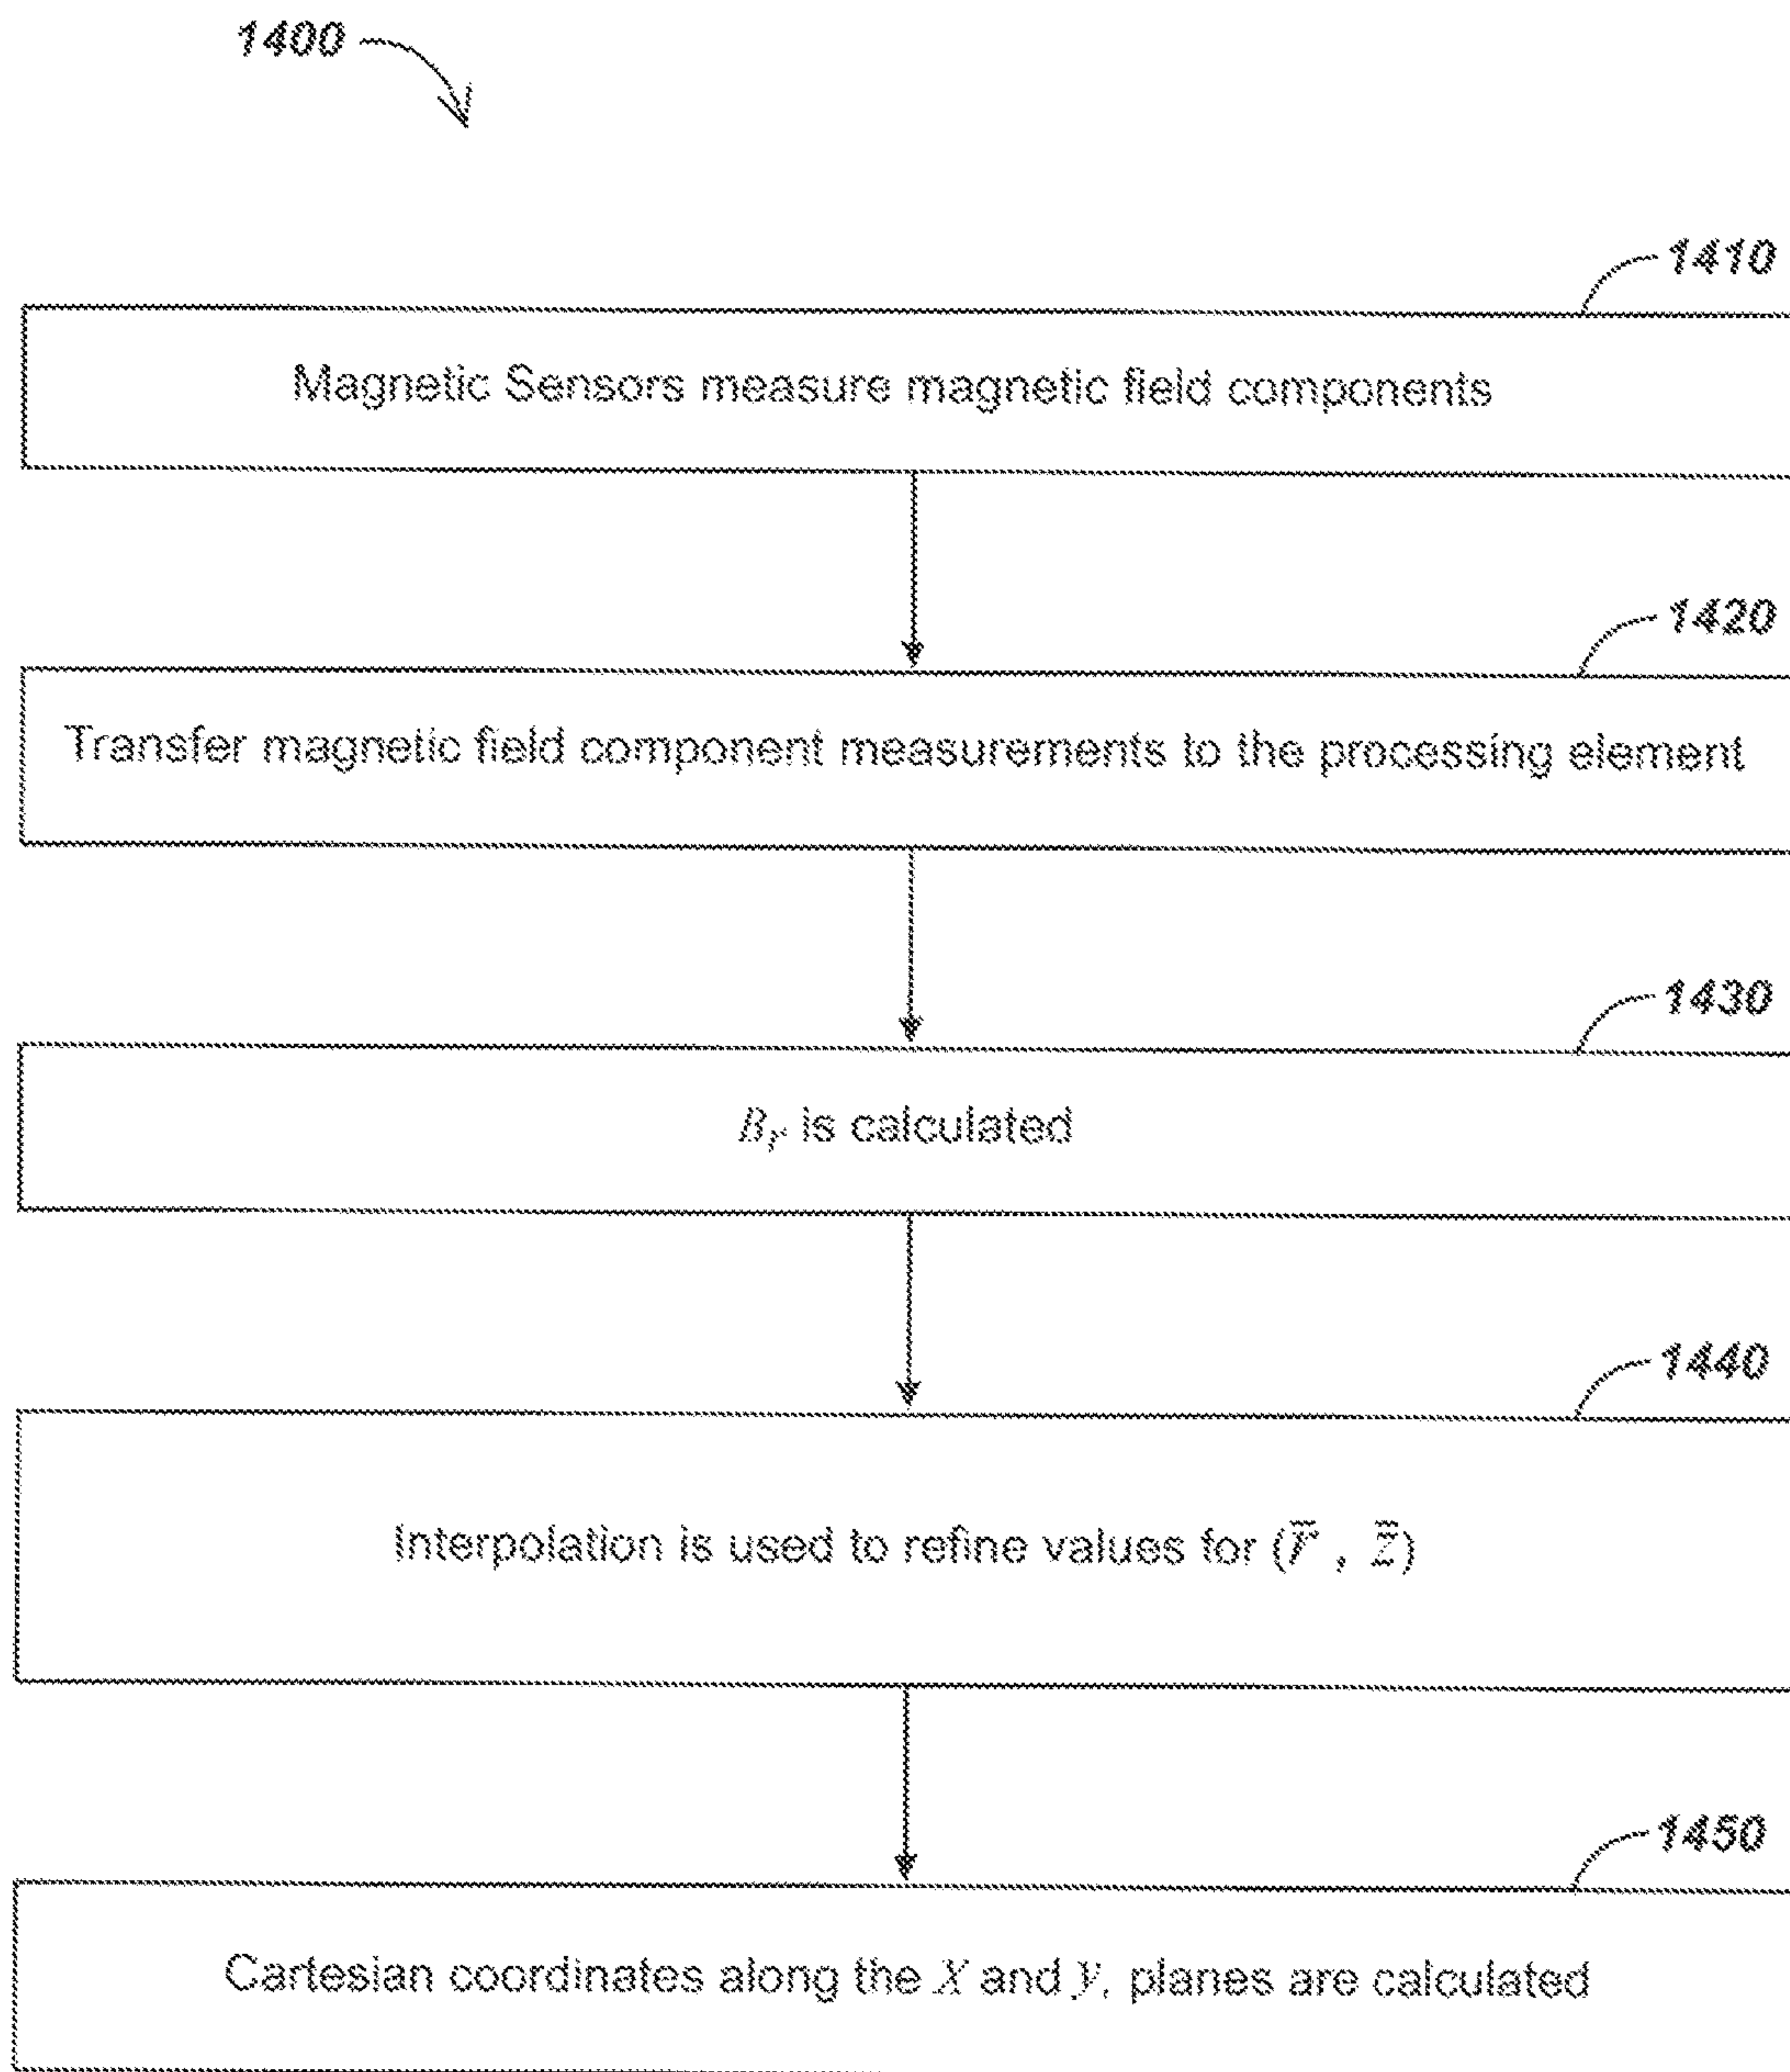 1400
1410
Magnetic Sensors measure magnetic field components
1420
Transfer magnetic field component measurements to the processing element
1430
Bᵣ is calculated
1440
Interpolation is used to refine values for (r̿ , z̿)
1450
Cartesian coordinates along the X and y, planes are calculated